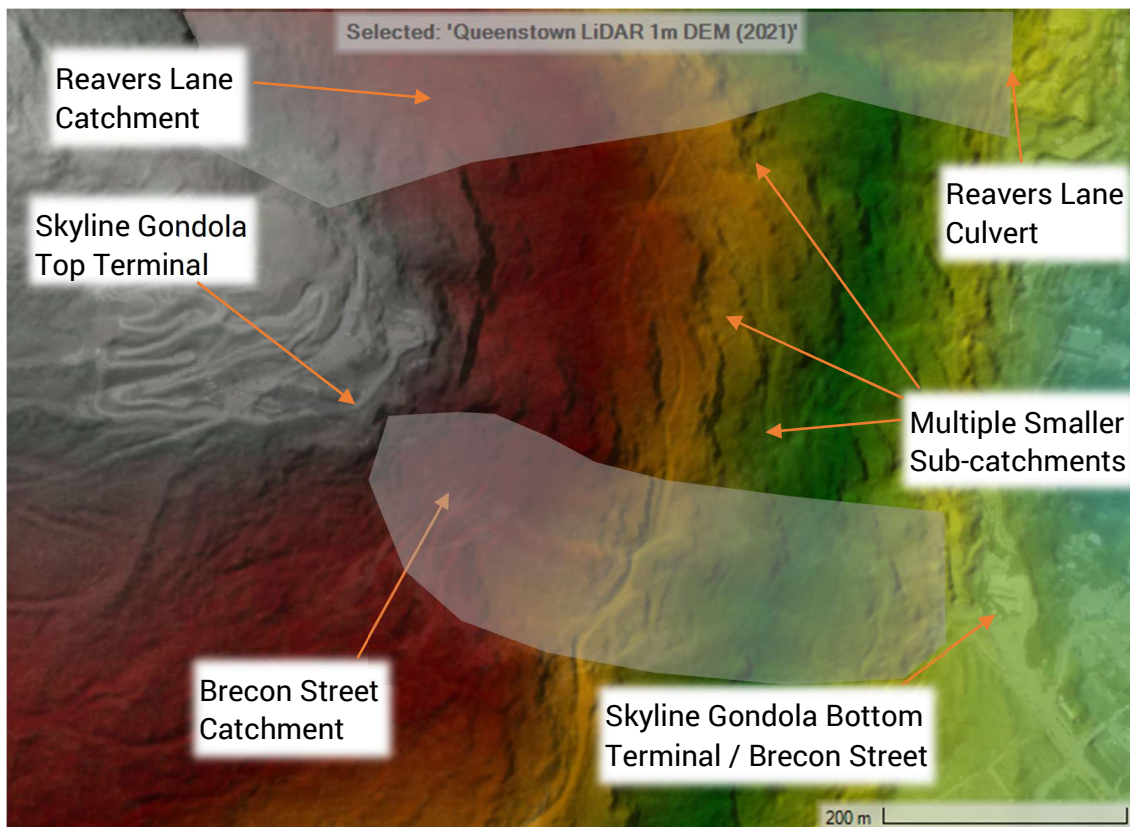 Selected: 'Queenstown LiDAR 1m DEM (2021)'
Reavers Lane
Catchment
Reavers Lane
Culvert
Skyline Gondola
Top Terminal
Multiple Smaller
Sub-catchments
Brecon Street
Catchment
Skyline Gondola Bottom
Terminal / Brecon Street
200 m